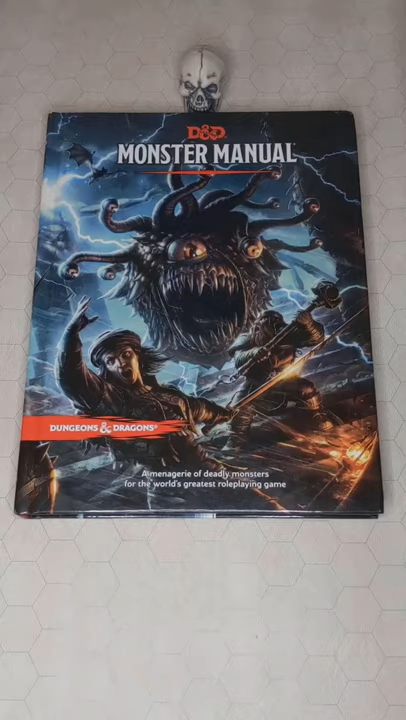 D&D
MONSTER MANUAL
DUNGEONS & DRAGONS®
A menagerie of deadly monsters
for the world's greatest roleplaying game